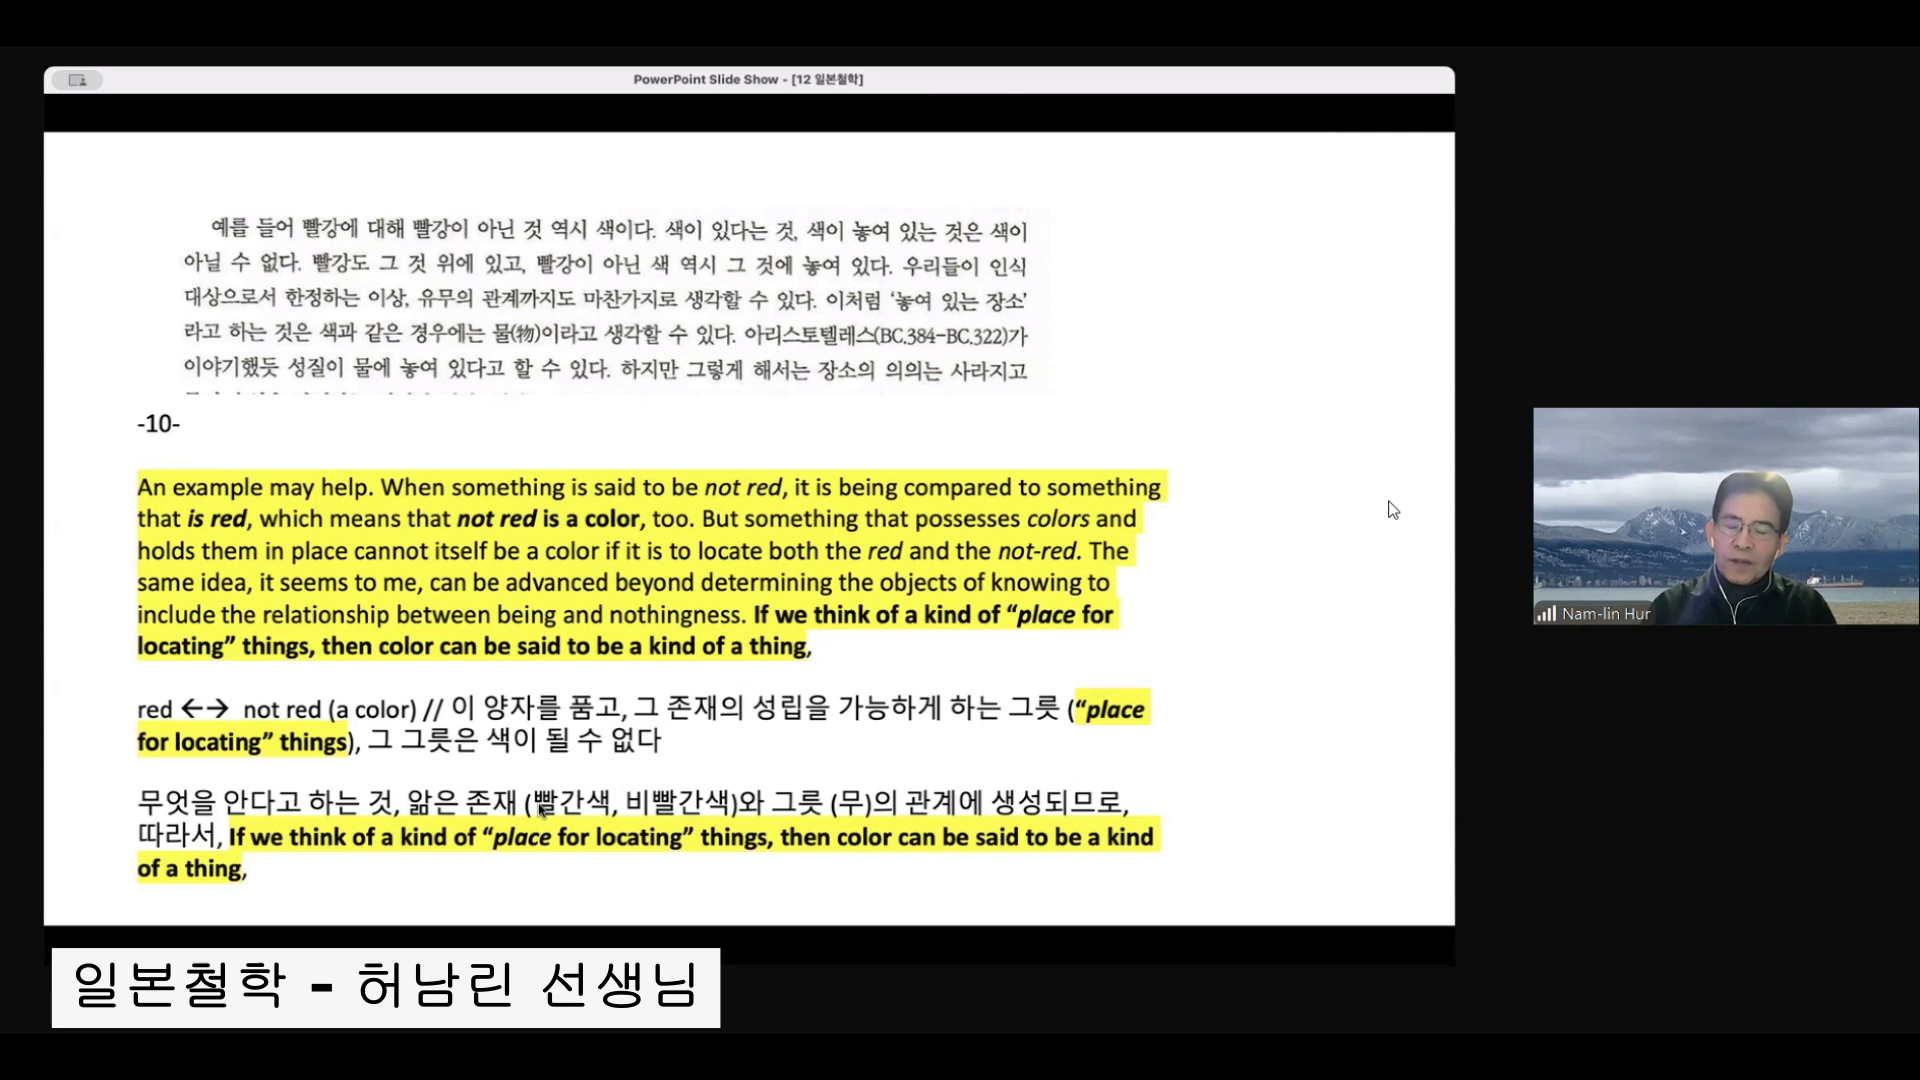 PowerPoint Slide Show - [12 일본철학]
예를 들어 빨강에 대해 빨강이 아닌 것 역시 색이다. 색이 있다는 것, 색이 놓여 있는 것은 색이
아닐 수 없다. 빨강도 그 것 위에 있고, 빨강이 아닌 색 역시 그 것에 놓여 있다. 우리들이 인식
대상으로서 한정하는 이상, 유무의 관계까지도 마찬가지로 생각할 수 있다. 이처럼 ‘놓여 있는 장소’
라고 하는 것은 색과 같은 경우에는 물(物)이라고 생각할 수 있다. 아리스토텔레스(BC.384-BC.322)가
이야기했듯 성질이 물에 놓여 있다고 할 수 있다. 하지만 그렇게 해서는 장소의 의의는 사라지고
-10-
An example may help. When something is said to be not red, it is being compared to something
that is red, which means that not red is a color, too. But something that possesses colors and
holds them in place cannot itself be a color if it is to locate both the red and the not-red. The
same idea, it seems to me, can be advanced beyond determining the objects of knowing to
include the relationship between being and nothingness. If we think of a kind of “place for
locating” things, then color can be said to be a kind of a thing,
red ←→ not red (a color) // 이 양자를 품고, 그 존재의 성립을 가능하게 하는 그릇 (“place
for locating” things), 그 그릇은 색이 될 수 없다
무엇을 안다고 하는 것, 앎은 존재 (빨간색, 비빨간색)와 그릇 (무)의 관계에 생성되므로,
따라서, If we think of a kind of “place for locating” things, then color can be said to be a kind
of a thing,
Nam-lin Hur
일본철학 - 허남린 선생님